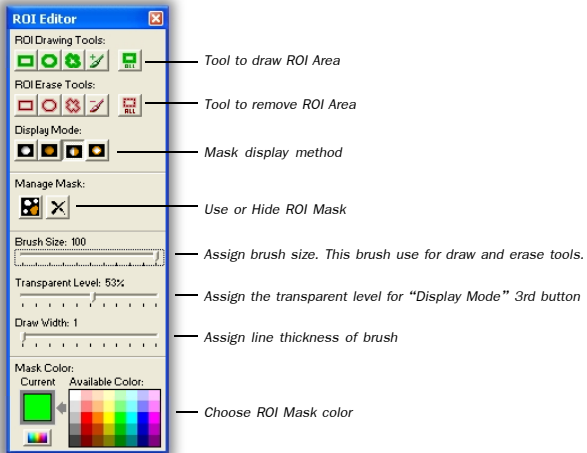 ROI Editor
ROI Drawing Tools:
ALL
Tool to draw ROI Area
ROI Erase Tools:
ALL
Tool to remove ROI Area
Display Mode:
Mask display method
Manage Mask:
Use or Hide ROI Mask
Brush Size: 100
Assign brush size. This brush use for draw and erase tools.
Transparent Level: 53%
Assign the transparent level for “Display Mode” 3rd button
Draw Width: 1
Assign line thickness of brush
Mask Color:
Current Available Color:
Choose ROI Mask color